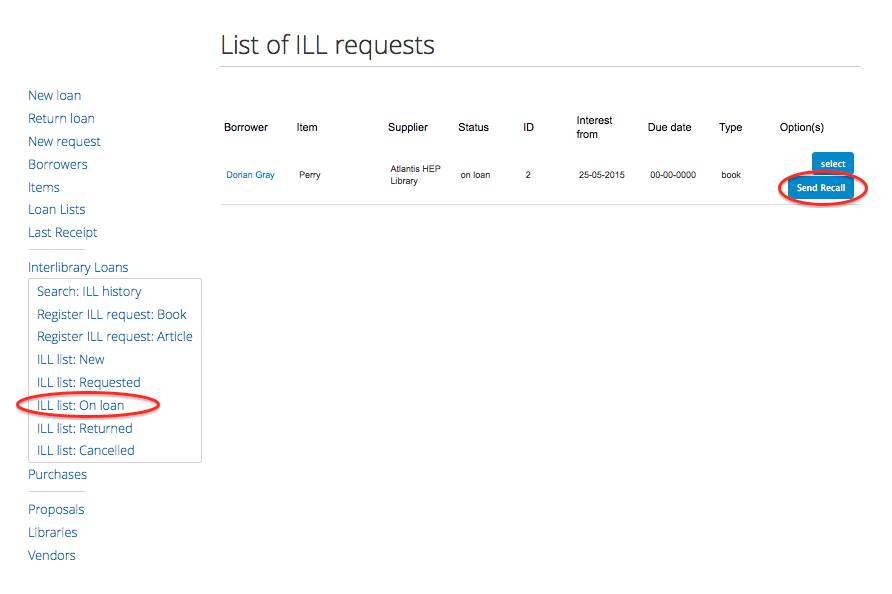 List of ILL requests
New loan
Return loan
New request
Borrowers
Items
Loan Lists
Last Receipt
Interlibrary Loans
Search: ILL history
Register ILL request: Book
Register ILL request: Article
ILL list: New
ILL list: Requested
ILL list: On loan
ILL list: Returned
ILL list: Cancelled
Purchases
Proposals
Libraries
Vendors
Borrower Item Supplier Status ID Interest from Due date Type Option(s)
Dorian Gray Perry Atlantis HEP Library on loan 2 25-05-2015 00-00-0000 book
select
Send Recall